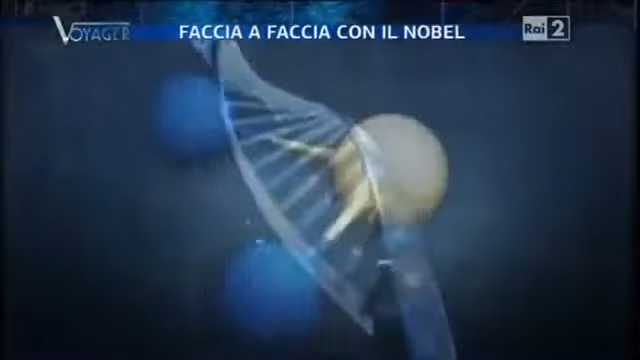 VOYAGER
FACCIA A FACCIA CON IL NOBEL
Rai 2